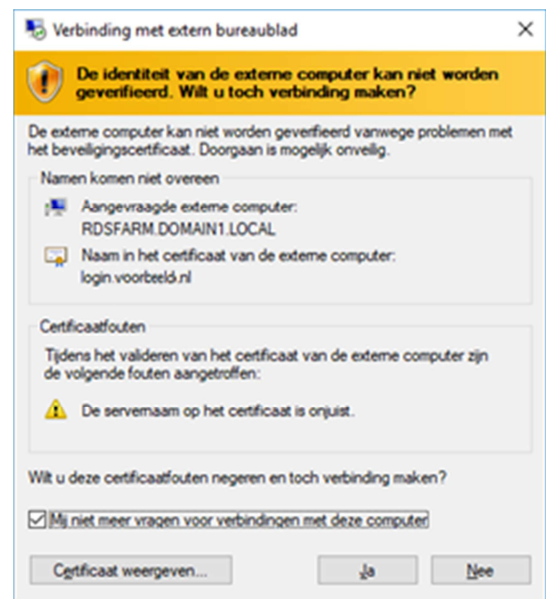 Verbinding met extern bureaublad
De identiteit van de externe computer kan niet worden
geverifieerd. Wilt u toch verbinding maken?
De externe computer kan niet worden geverifieerd vanwege problemen met
het beveiligingscertificaat. Doorgaan is mogelijk onveilig.
Namen komen niet overeen
Aangevraagde externe computer:
RDSFARM.DOMAIN1.LOCAL
Naam in het certificaat van de externe computer:
login.voorbeeld.nl
Certificaatfouten
Tijdens het valideren van het certificaat van de externe computer zijn
de volgende fouten aangetroffen:
De servernaam op het certificaat is onjuist.
Wilt u deze certificaatfouten negeren en toch verbinding maken?
Mij niet meer vragen voor verbindingen met deze computer
Certificaat weergeven... Ja Nee